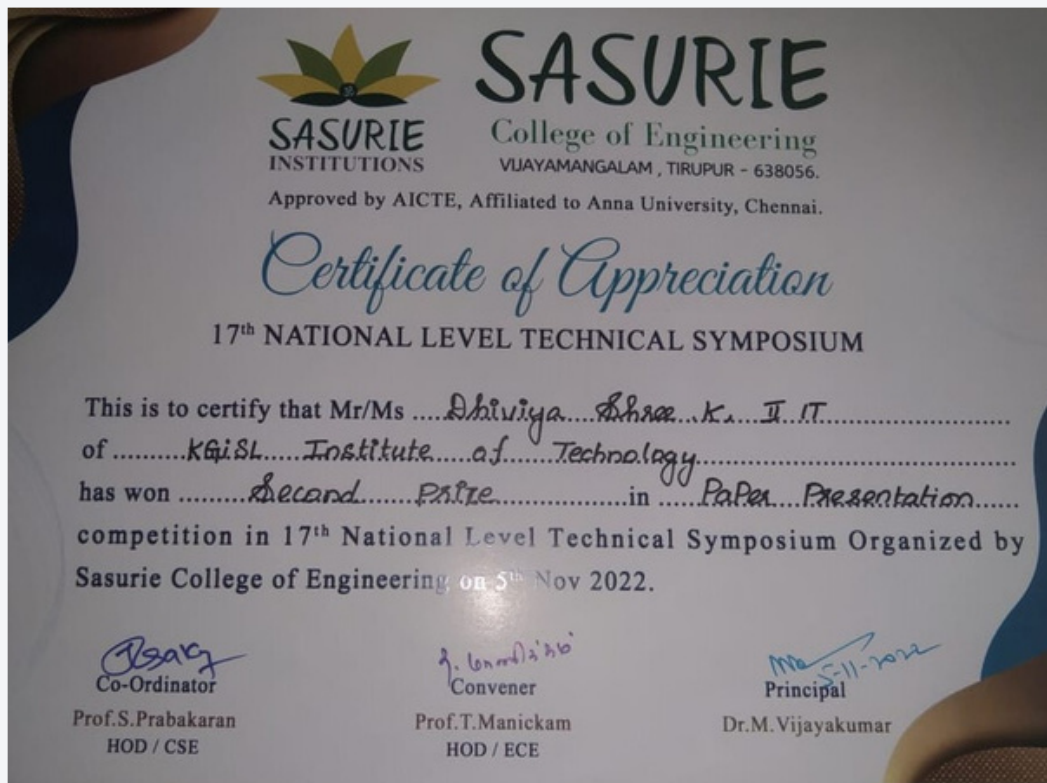 SASURIE
INSTITUTIONS
SASURIE
College of Engineering
VIJAYAMANGALAM , TIRUPUR - 638056.
Approved by AICTE, Affiliated to Anna University, Chennai.
Certificate of Appreciation
17th NATIONAL LEVEL TECHNICAL SYMPOSIUM
This is to certify that Mr/Ms ....Dhiviya....Shree..K....II IT..............................
of ..........KGiSL.....Institute.....of......Technology..................................................
has won .........Second.......Prize....................in .....PaPer...Presentation......
competition in 17th National Level Technical Symposium Organized by
Sasurie College of Engineering on 5th Nov 2022.
5-11-2022
Co-Ordinator
Convener
Principal
Prof.S.Prabakaran
Prof.T.Manickam
Dr.M.Vijayakumar
HOD / CSE
HOD / ECE